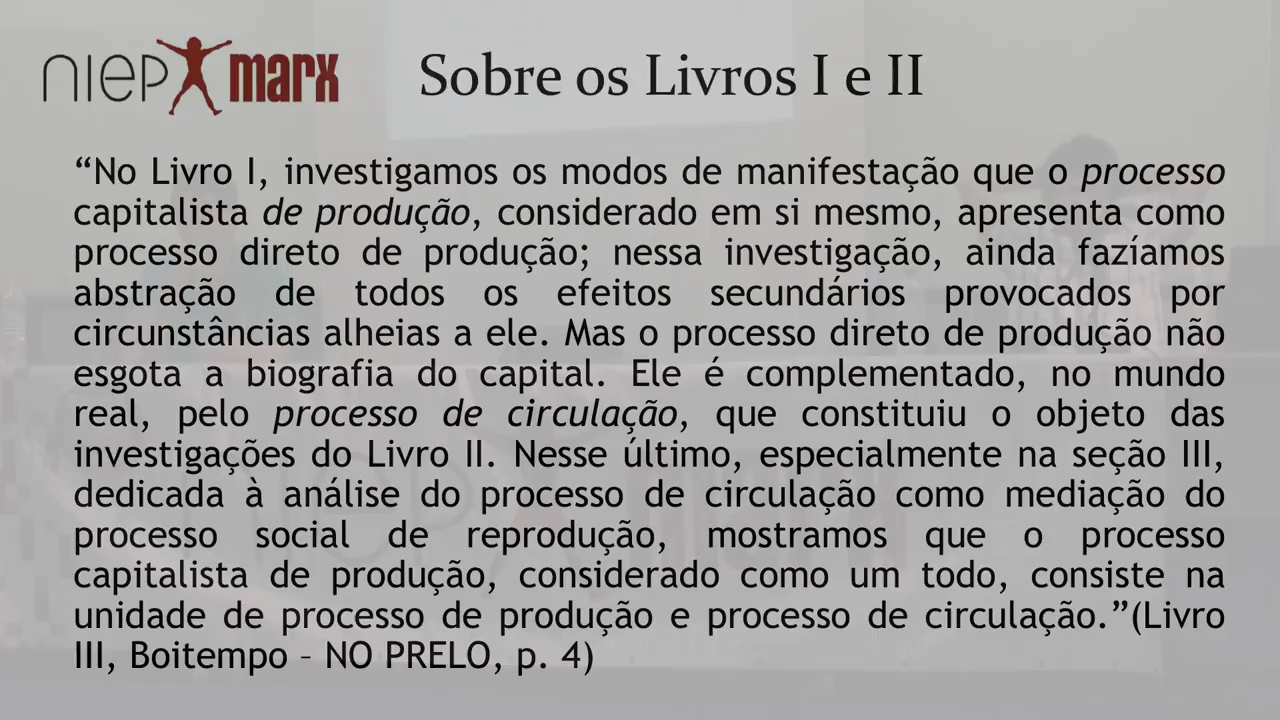 NIEP marx
Sobre os Livros I e II
“No Livro I, investigamos os modos de manifestação que o processo
capitalista de produção, considerado em si mesmo, apresenta como
processo direto de produção; nessa investigação, ainda fazíamos
abstração de todos os efeitos secundários provocados por
circunstâncias alheias a ele. Mas o processo direto de produção não
esgota a biografia do capital. Ele é complementado, no mundo
real, pelo processo de circulação, que constituiu o objeto das
investigações do Livro II. Nesse último, especialmente na seção III,
dedicada à análise do processo de circulação como mediação do
processo social de reprodução, mostramos que o processo
capitalista de produção, considerado como um todo, consiste na
unidade de processo de produção e processo de circulação.”(Livro
III, Boitempo – NO PRELO, p. 4)